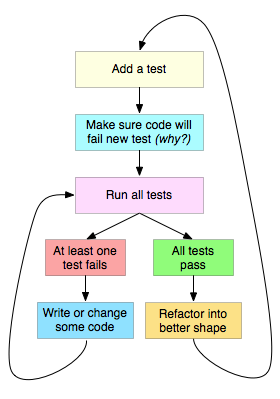 Add a test
Make sure code will
fail new test (why?)
Run all tests
At least one
test fails
All tests
pass
Write or change
some code
Refactor into
better shape